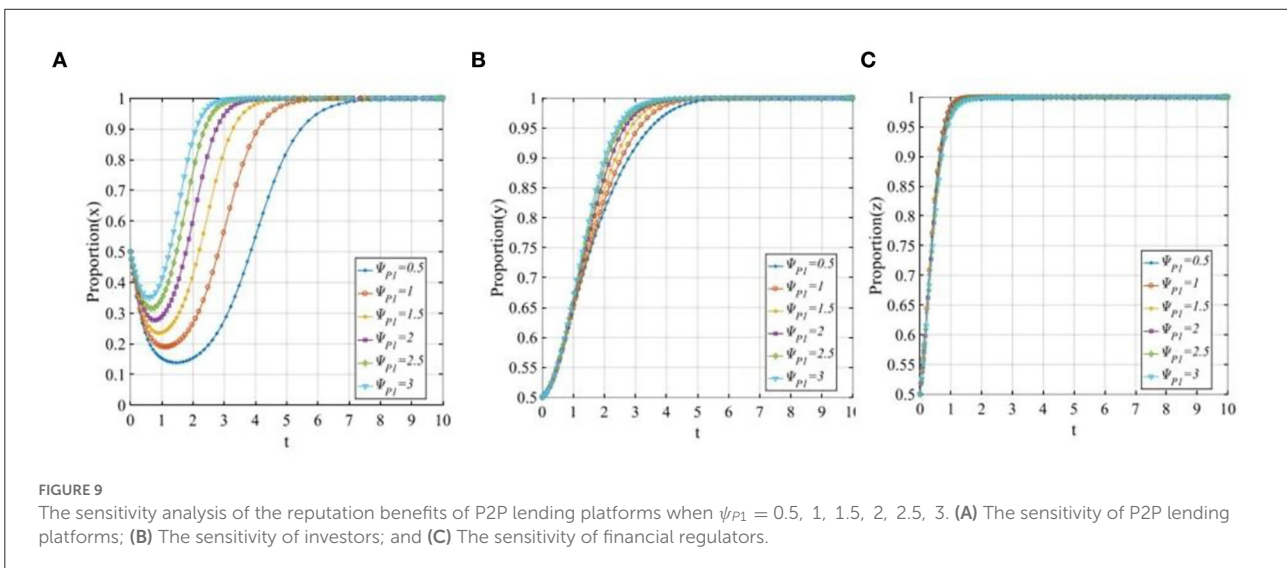 A
B
C
1
0.9
0.8
0.7
0.6
0.5
0.4
0.3
0.2
0.1
0
Proportion(x)
Ψ_P1=0.5
Ψ_P1=1
Ψ_P1=1.5
Ψ_P1=2
Ψ_P1=2.5
Ψ_P1=3
0 1 2 3 4 5 6 7 8 9 10
t
1
0.95
0.9
0.85
0.8
0.75
0.7
0.65
0.6
0.55
0.5
Proportion(y)
Ψ_P1=0.5
Ψ_P1=1
Ψ_P1=1.5
Ψ_P1=2
Ψ_P1=2.5
Ψ_P1=3
0 1 2 3 4 5 6 7 8 9 10
t
1
0.95
0.9
0.85
0.8
0.75
0.7
0.65
0.6
0.55
0.5
Proportion(z)
Ψ_P1=0.5
Ψ_P1=1
Ψ_P1=1.5
Ψ_P1=2
Ψ_P1=2.5
Ψ_P1=3
0 1 2 3 4 5 6 7 8 9 10
t
FIGURE 9
The sensitivity analysis of the reputation benefits of P2P lending platforms when ψ_P1 = 0.5, 1, 1.5, 2, 2.5, 3. (A) The sensitivity of P2P lending
platforms; (B) The sensitivity of investors; and (C) The sensitivity of financial regulators.